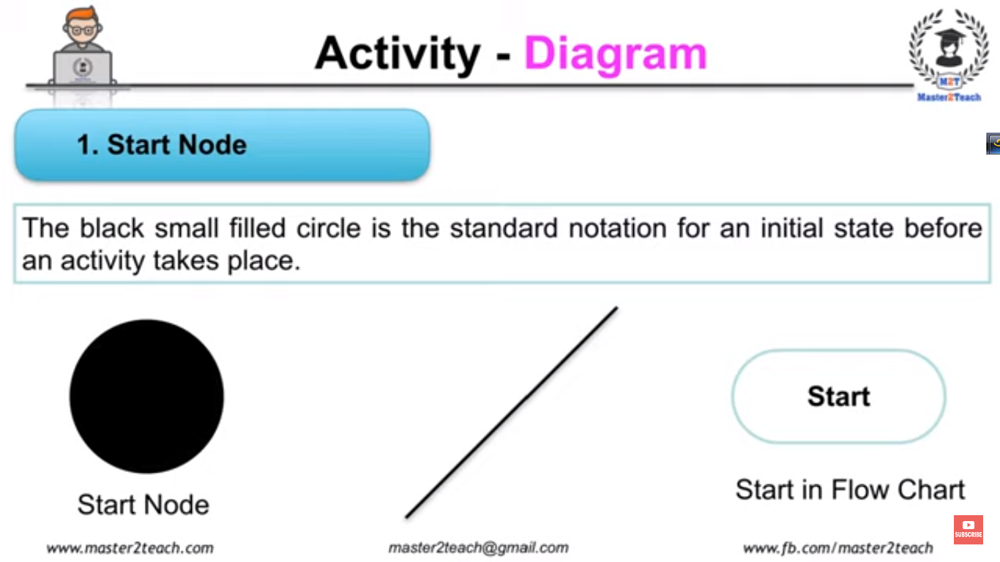 Activity - Diagram
M2T
Master2Teach
1. Start Node
The black small filled circle is the standard notation for an initial state before
an activity takes place.
Start
Start Node
Start in Flow Chart
SUBSCRIBE
www.master2teach.com
master2teach@gmail.com
www.fb.com/master2teach